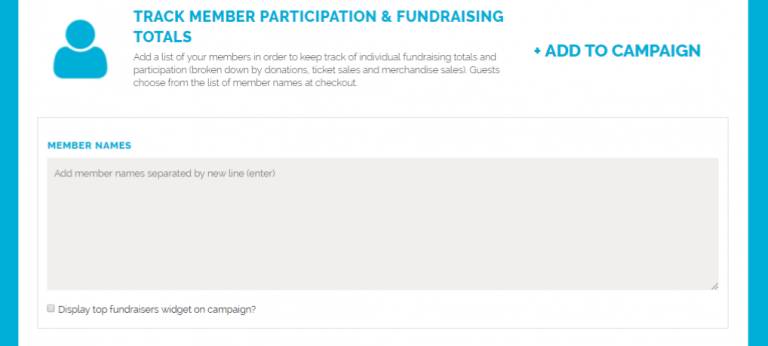 TRACK MEMBER PARTICIPATION & FUNDRAISING
TOTALS
Add a list of your members in order to keep track of individual fundraising totals and
participation (broken down by donations, ticket sales and merchandise sales). Guests
choose from the list of member names at checkout.
+ ADD TO CAMPAIGN
MEMBER NAMES
Add member names separated by new line (enter)
Display top fundraisers widget on campaign?